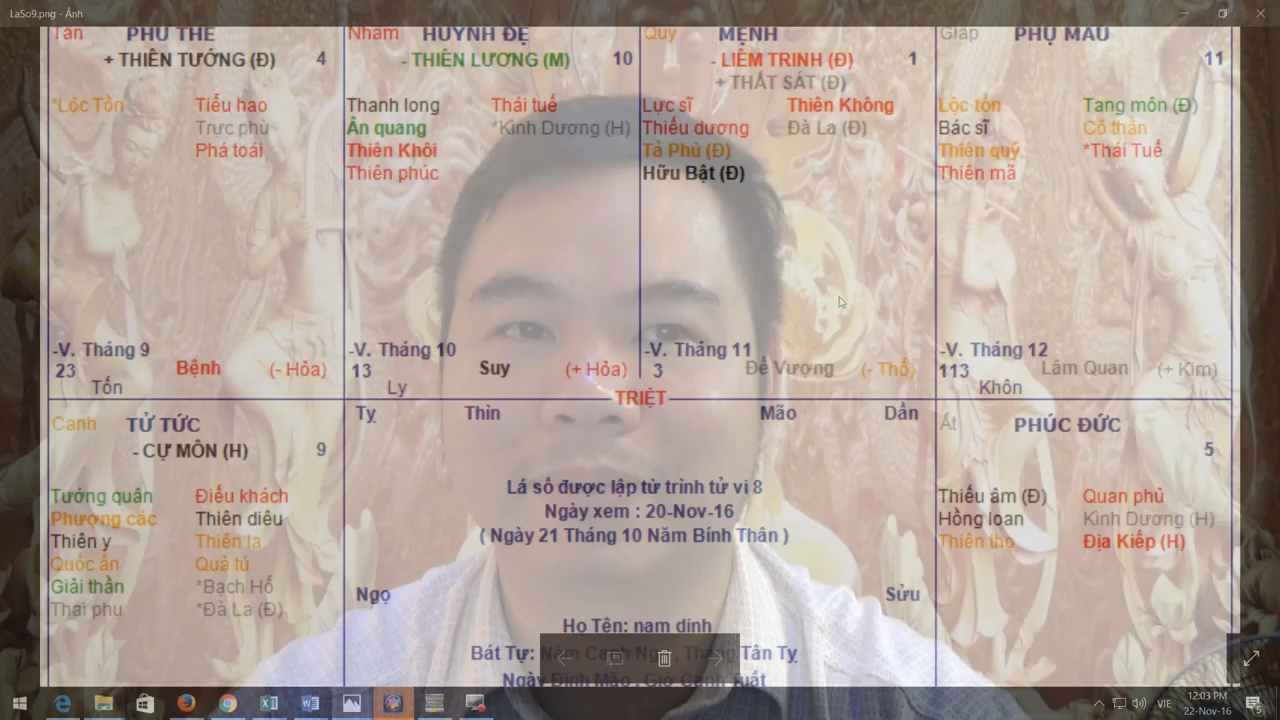 LaSo9.png - Ảnh
Tân PHU THÊ
+ THIÊN TƯỚNG (Đ) 4
*Lộc Tồn Tiểu hao
Trực phù
Phá toái
-V. Tháng 9
23 Bệnh (- Hỏa)
Tốn
Nhâm HUYNH ĐỆ
- THIÊN LƯƠNG (M) 10
Thanh long Thái tuế
Ân quang *Kình Dương (H)
Thiên Khôi
Thiên phúc
-V. Tháng 10
13 Suy (+ Hỏa)
Ly
Quý MỆNH
- LIÊM TRINH (Đ) 1
+ THẤT SÁT (Đ)
Lực sĩ Thiên Không
Thiếu dương Đà La (Đ)
Tả Phù (Đ)
Hữu Bật (Đ)
-V. Tháng 11
3 Đế Vượng (- Thổ)
Giáp PHỤ MẪU
11
Lộc tồn Tang môn (Đ)
Bác sĩ Cô thần
Thiên quý *Thái Tuế
Thiên mã
-V. Tháng 12
113 Lâm Quan (+ Kim)
Khôn
TRIỆT
Canh TỬ TỨC
- CỰ MÔN (H) 9
Tướng quân Điếu khách
Phượng các Thiên diêu
Thiên y Thiên la
Quốc ấn Quả tú
Giải thần *Bạch Hổ
Thai phụ *Đà La (Đ)
Tỵ Thìn Mão Dần
Lá số được lập từ trình tử vi 8
Ngày xem : 20-Nov-16
( Ngày 21 Tháng 10 Năm Bính Thân )
Ngọ Sửu
Họ Tên: nam dinh
Bát Tự: Năm Canh Ngọ, Tháng Tân Tỵ
Ngày Đinh Mão, Giờ Canh Tuất
Ất PHÚC ĐỨC
5
Thiếu âm (Đ) Quan phủ
Hồng loan Kình Dương (H)
Thiên thọ Địa Kiếp (H)
VIE
12:03 PM
22-Nov-16